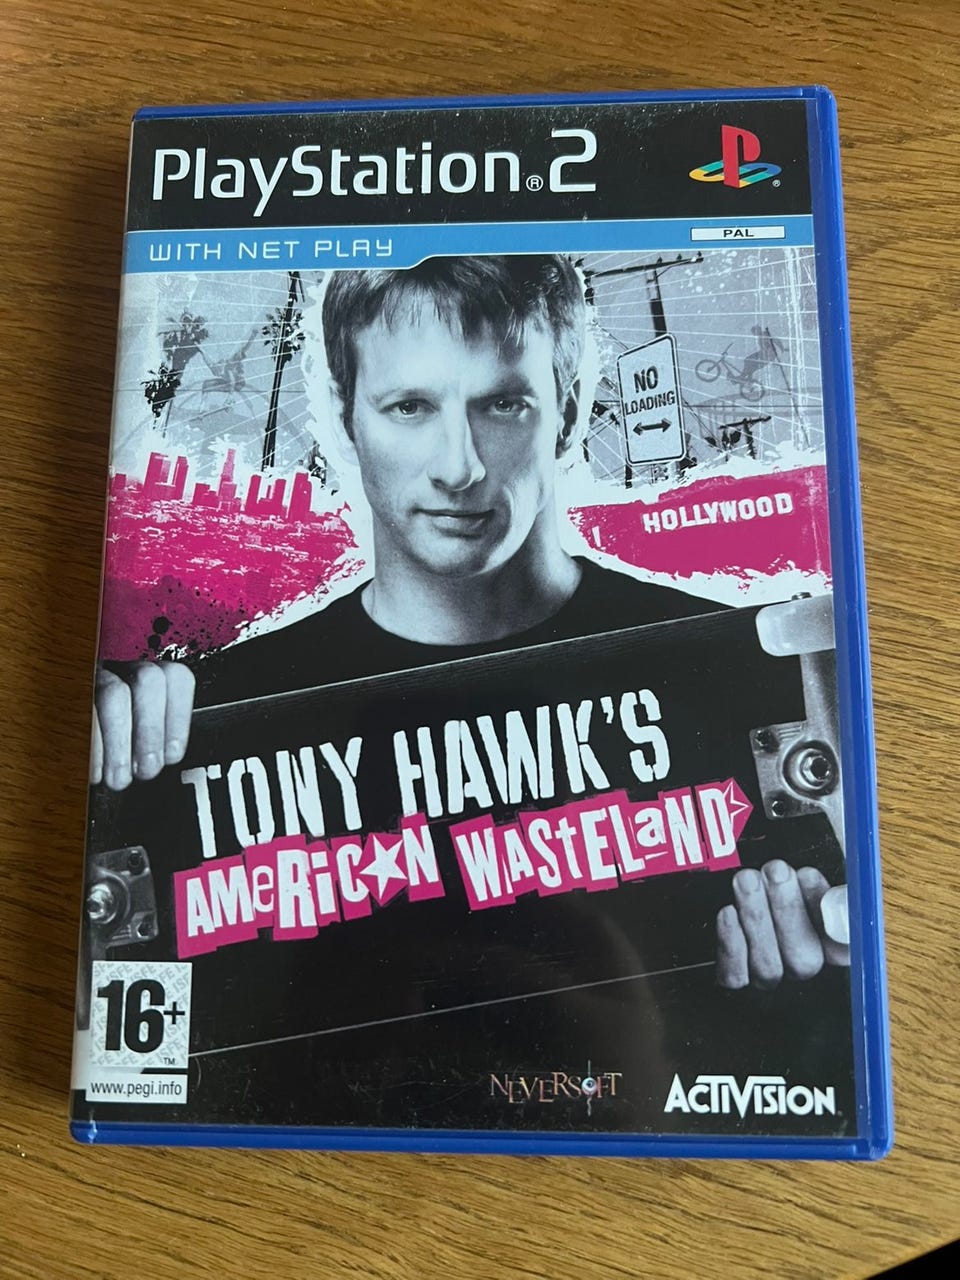 PlayStation®2
WITH NET PLAY
PAL
NO
LOADING
HOLLYWOOD
TONY HAWK'S
AMERICAN WASTELAND
16+
TM
www.pegi.info
NEVERSOFT
ACTIVISION